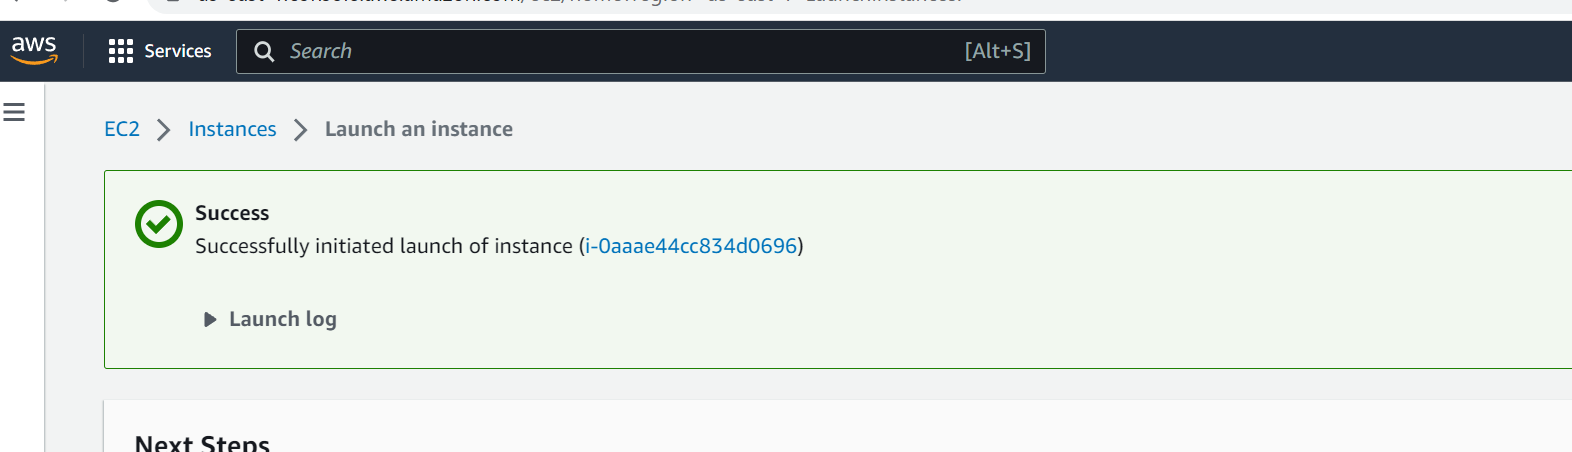 aws
Services
Search
[Alt+S]
EC2
Instances
Launch an instance
Success
Successfully initiated launch of instance (i-0aaae44cc834d0696)
Launch log
Next Steps